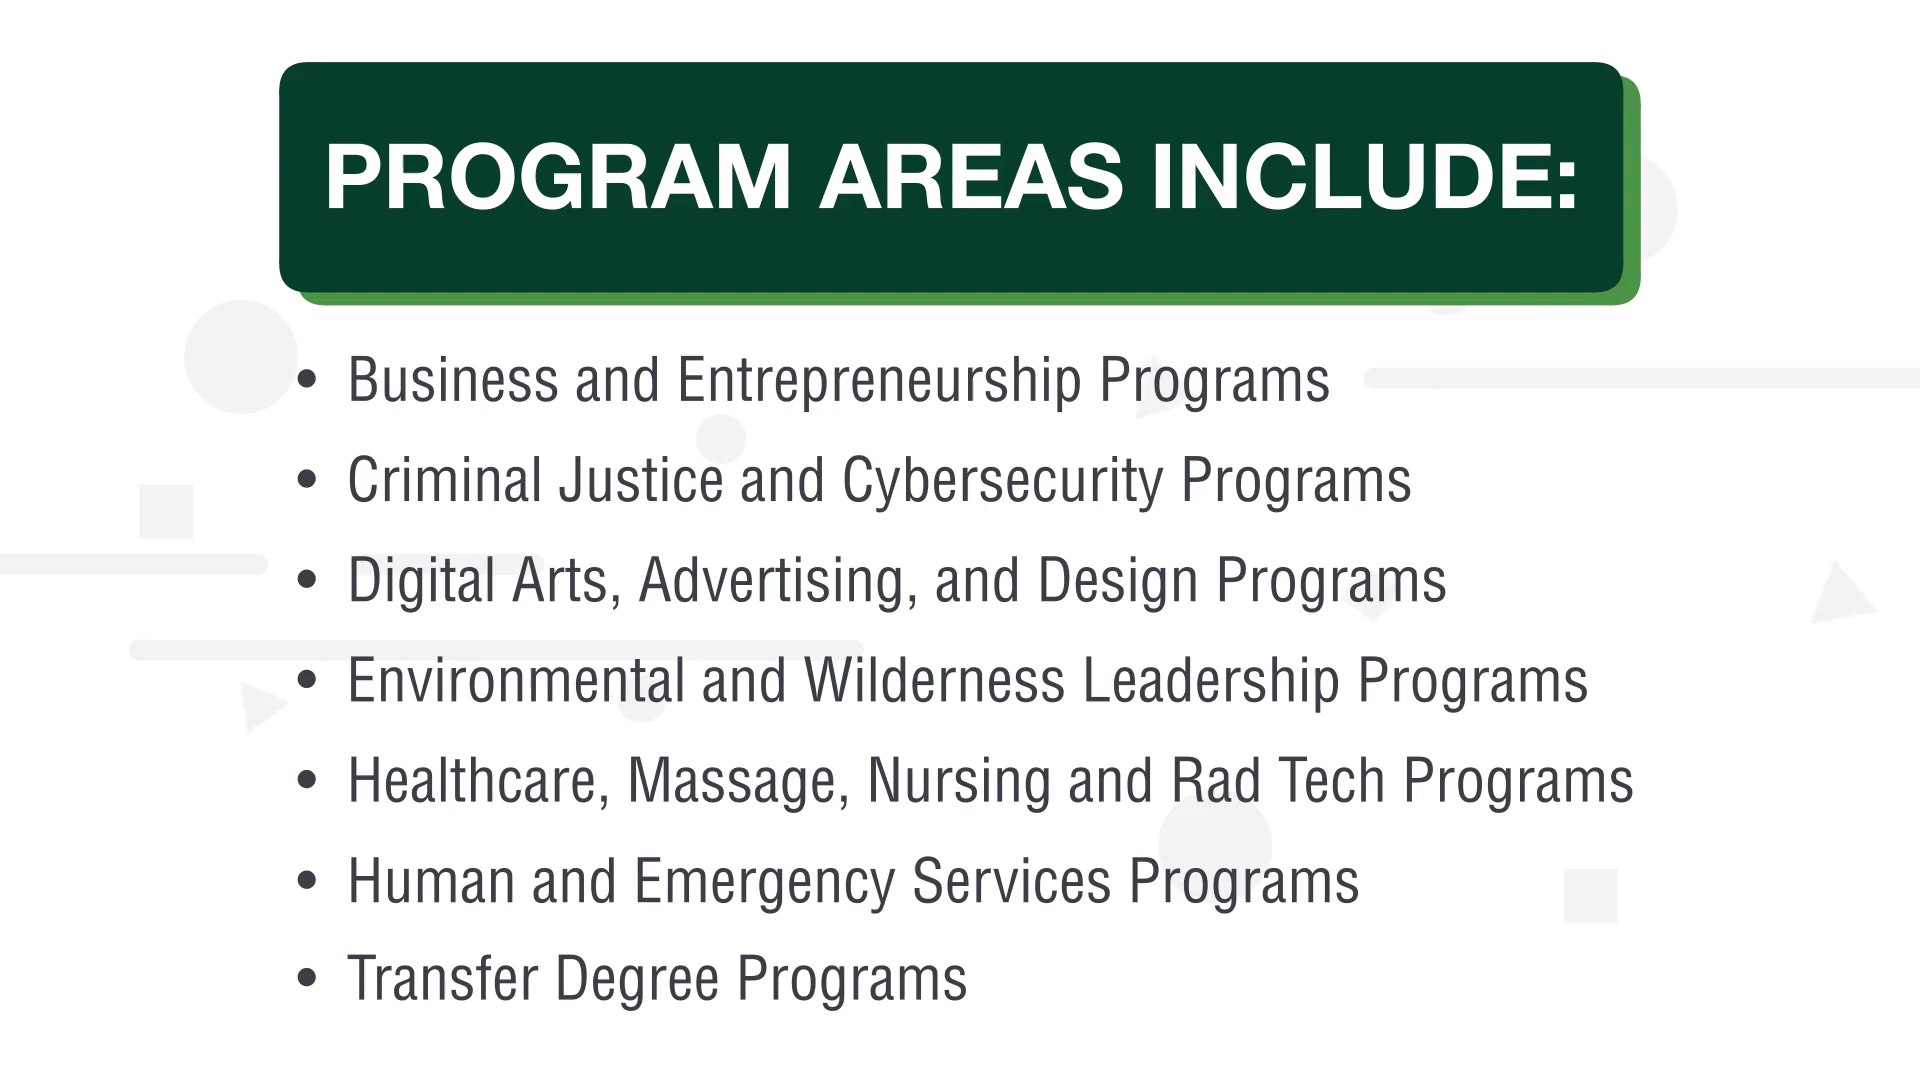 PROGRAM AREAS INCLUDE:
• Business and Entrepreneurship Programs
• Criminal Justice and Cybersecurity Programs
• Digital Arts, Advertising, and Design Programs
• Environmental and Wilderness Leadership Programs
• Healthcare, Massage, Nursing and Rad Tech Programs
• Human and Emergency Services Programs
• Transfer Degree Programs